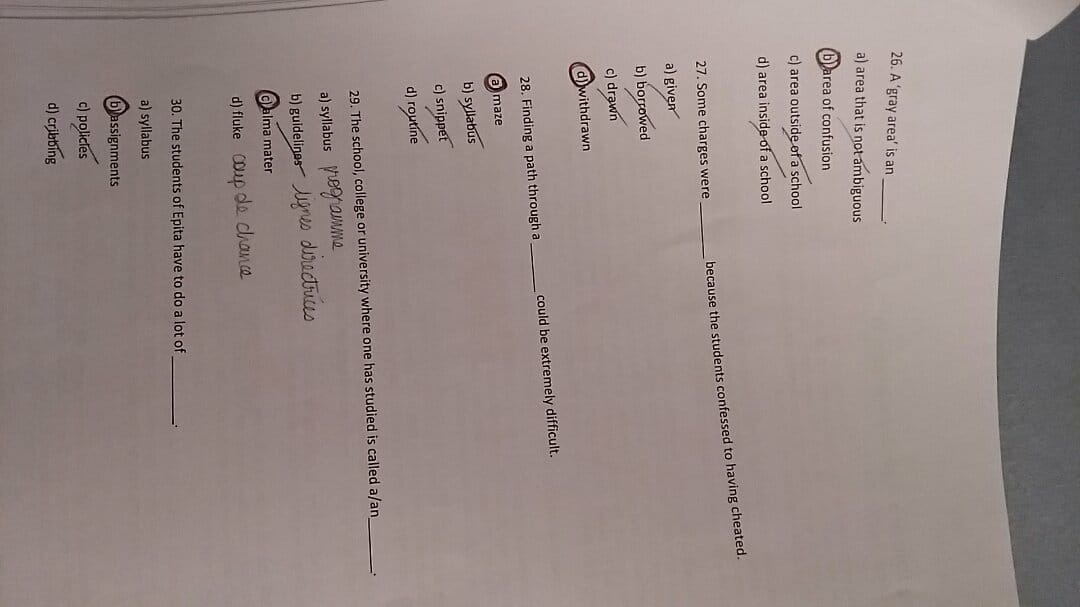 26. A ‘gray area’ is an ______.
a) area that is not ambiguous
b) area of confusion
c) area outside of a school
d) area inside of a school
27. Some charges were ________ because the students confessed to having cheated.
a) given
b) borrowed
c) drawn
d) withdrawn
28. Finding a path through a _______ could be extremely difficult.
a) maze
b) syllabus
c) snippet
d) routine
29. The school, college or university where one has studied is called a/an________.
a) syllabus programme
b) guidelines lignes directrices
c) alma mater
d) fluke coup de chance
30. The students of Epita have to do a lot of __________.
a) syllabus
b) assignments
c) policies
d) cribbing